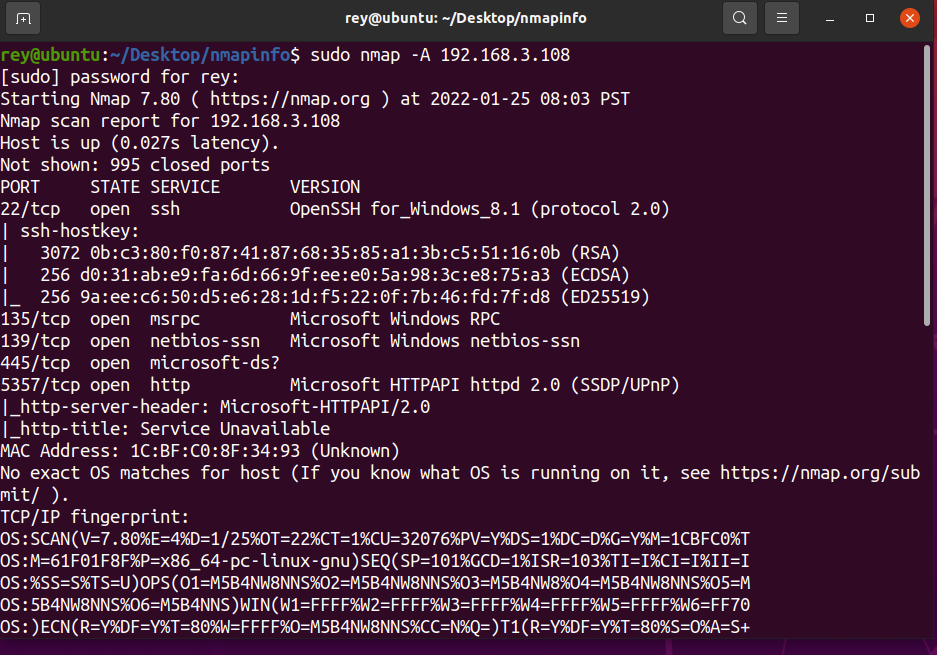 rey@ubuntu: ~/Desktop/nmapinfo
rey@ubuntu:~/Desktop/nmapinfo$ sudo nmap -A 192.168.3.108
[sudo] password for rey:
Starting Nmap 7.80 ( https://nmap.org ) at 2022-01-25 08:03 PST
Nmap scan report for 192.168.3.108
Host is up (0.027s latency).
Not shown: 995 closed ports
PORT     STATE SERVICE       VERSION
22/tcp   open  ssh           OpenSSH for_Windows_8.1 (protocol 2.0)
| ssh-hostkey:
|   3072 0b:c3:80:f0:87:41:87:68:35:85:a1:3b:c5:51:16:0b (RSA)
|   256 d0:31:ab:e9:fa:6d:66:9f:ee:e0:5a:98:3c:e8:75:a3 (ECDSA)
|_  256 9a:ee:c6:50:d5:e6:28:1d:f5:22:0f:7b:46:fd:7f:d8 (ED25519)
135/tcp  open  msrpc         Microsoft Windows RPC
139/tcp  open  netbios-ssn   Microsoft Windows netbios-ssn
445/tcp  open  microsoft-ds?
5357/tcp open  http          Microsoft HTTPAPI httpd 2.0 (SSDP/UPnP)
|_http-server-header: Microsoft-HTTPAPI/2.0
|_http-title: Service Unavailable
MAC Address: 1C:BF:C0:8F:34:93 (Unknown)
No exact OS matches for host (If you know what OS is running on it, see https://nmap.org/sub
mit/ ).
TCP/IP fingerprint:
OS:SCAN(V=7.80%E=4%D=1/25%OT=22%CT=1%CU=32076%PV=Y%DS=1%DC=D%G=Y%M=1CBFC0%T
OS:M=61F01F8F%P=x86_64-pc-linux-gnu)SEQ(SP=101%GCD=1%ISR=103%TI=I%CI=I%II=I
OS:%SS=S%TS=U)OPS(O1=M5B4NW8NNS%O2=M5B4NW8NNS%O3=M5B4NW8%O4=M5B4NW8NNS%O5=M
OS:5B4NW8NNS%O6=M5B4NNS)WIN(W1=FFFF%W2=FFFF%W3=FFFF%W4=FFFF%W5=FFFF%W6=FF70
OS:)ECN(R=Y%DF=Y%T=80%W=FFFF%O=M5B4NW8NNS%CC=N%Q=)T1(R=Y%DF=Y%T=80%S=O%A=S+